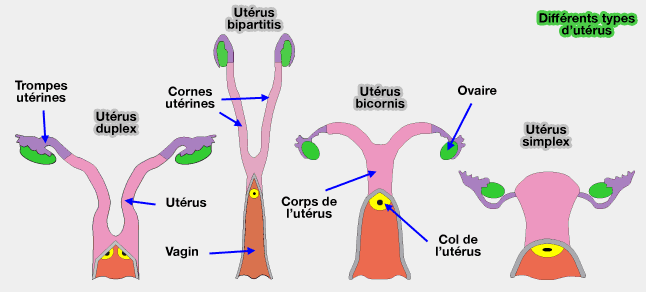 Différents types
d'utérus
Utérus
bipartitis
Trompes
utérines
Utérus
duplex
Cornes
utérines
Utérus
bicornis
Ovaire
Utérus
simplex
Utérus
Corps de
l'utérus
Vagin
Col de
l'utérus